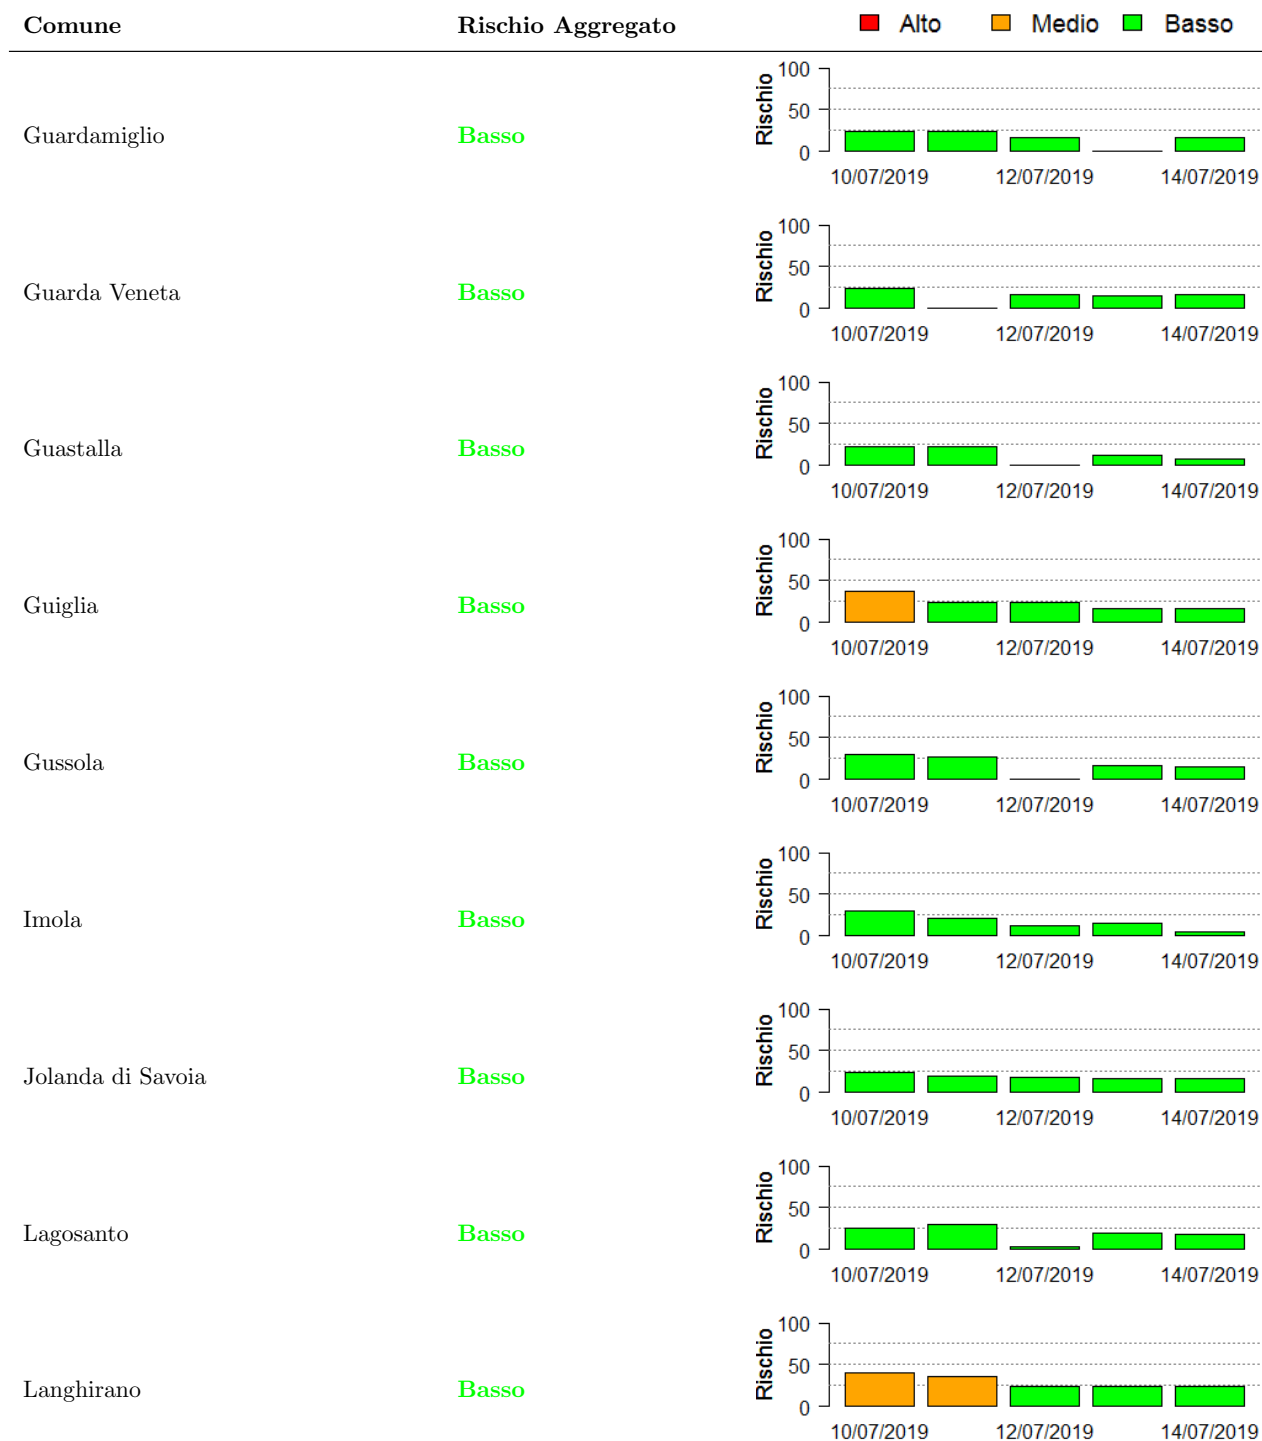 Comune Rischio Aggregato Alto Medio Basso
Guardamiglio Basso Rischio 100 50 0
10/07/2019 12/07/2019 14/07/2019
Guarda Veneta Basso Rischio 100 50 0
10/07/2019 12/07/2019 14/07/2019
Guastalla Basso Rischio 100 50 0
10/07/2019 12/07/2019 14/07/2019
Guiglia Basso Rischio 100 50 0
10/07/2019 12/07/2019 14/07/2019
Gussola Basso Rischio 100 50 0
10/07/2019 12/07/2019 14/07/2019
Imola Basso Rischio 100 50 0
10/07/2019 12/07/2019 14/07/2019
Jolanda di Savoia Basso Rischio 100 50 0
10/07/2019 12/07/2019 14/07/2019
Lagosanto Basso Rischio 100 50 0
10/07/2019 12/07/2019 14/07/2019
Langhirano Basso Rischio 100 50 0
10/07/2019 12/07/2019 14/07/2019